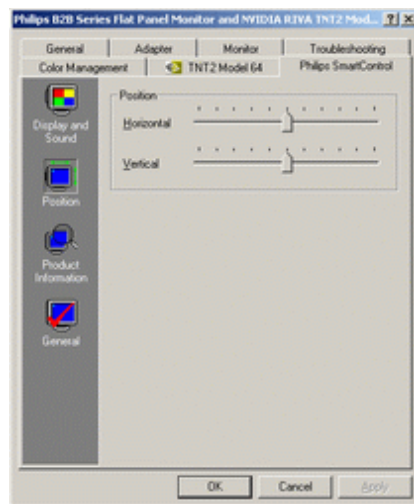 Philips B2B Series Flat Panel Monitor and NVIDIA RIVA TNT2 Mod...
General Adapter Monitor Troubleshooting
Color Management TNT2 Model 64 Philips SmartControl
Display and
Sound
Position
Product
Information
General
Position
Horizontal
Vertical
OK Cancel Apply